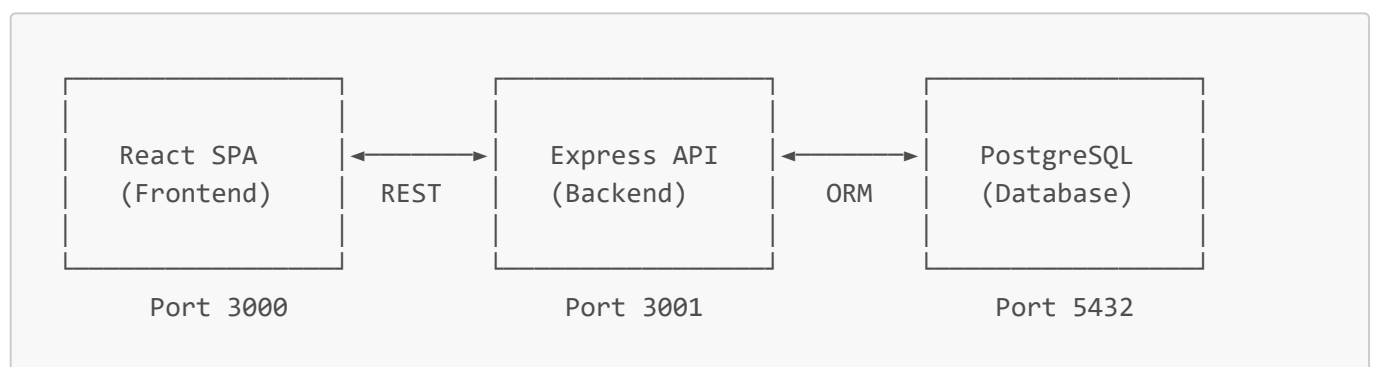 React SPA Express API PostgreSQL
(Frontend) REST (Backend) ORM (Database)
Port 3000 Port 3001 Port 5432